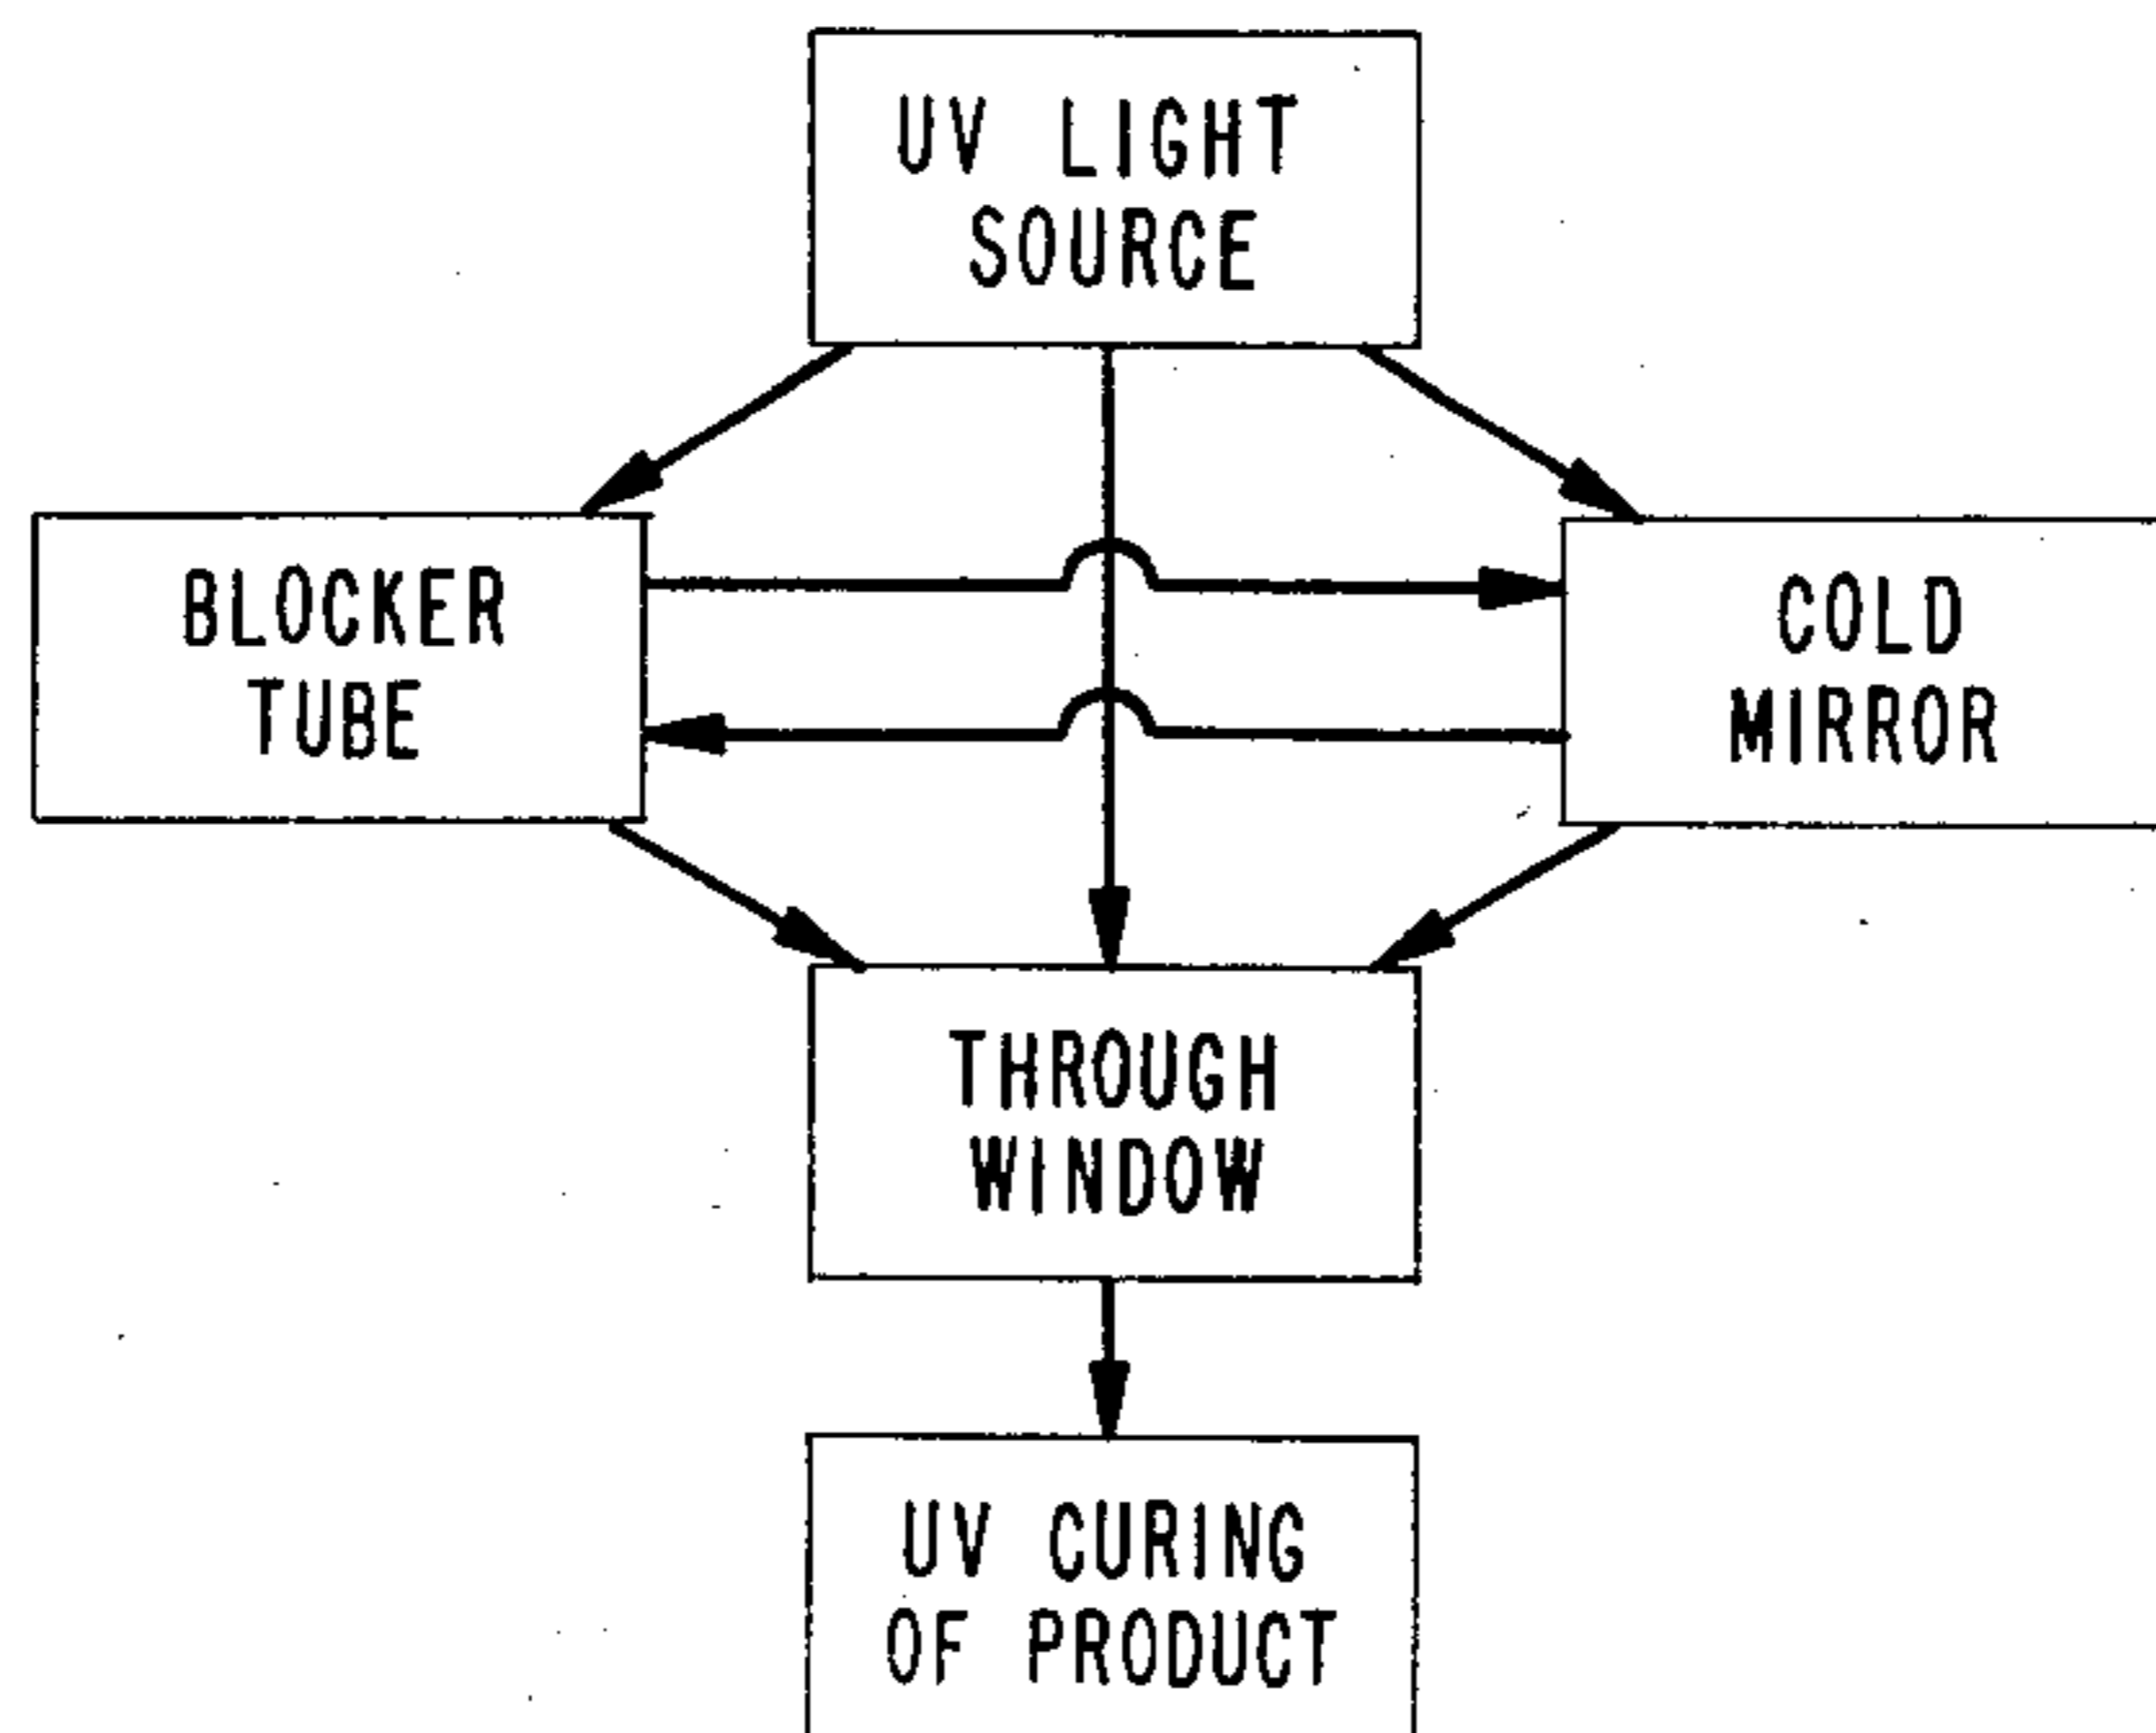 UV LIGHT
SOURCE
BLOCKER
TUBE
COLD
MIRROR
THROUGH
WINDOW
UV CURING
OF PRODUCT